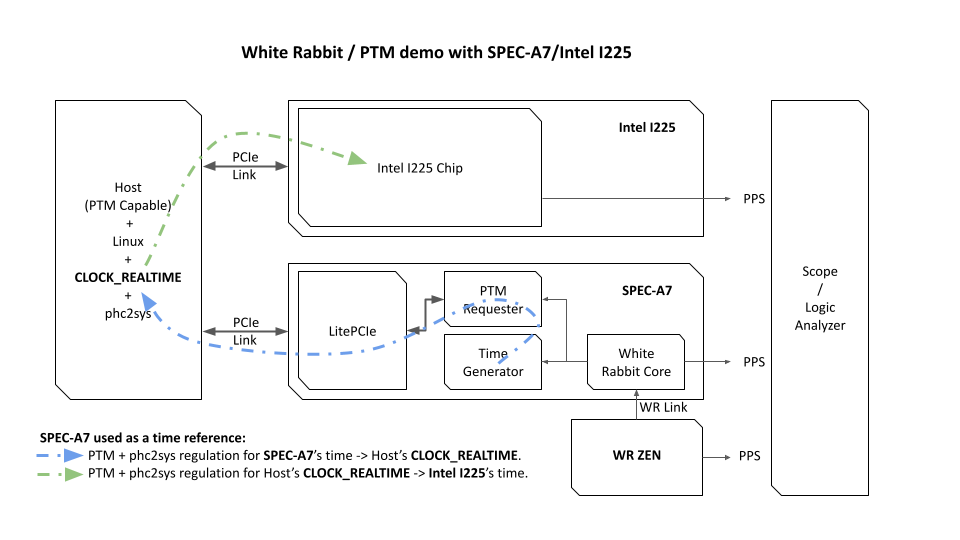 White Rabbit / PTM demo with SPEC-A7/Intel I225
Host
(PTM Capable)
+
Linux
+
CLOCK_REALTIME
+
phc2sys
PCIe
Link
Intel I225
Intel I225 Chip
PPS
PCIe
Link
SPEC-A7
LitePCIe
PTM
Requester
Time
Generator
White
Rabbit Core
PPS
WR Link
WR ZEN
PPS
Scope
/
Logic
Analyzer
SPEC-A7 used as a time reference:
PTM + phc2sys regulation for SPEC-A7's time -> Host's CLOCK_REALTIME.
PTM + phc2sys regulation for Host's CLOCK_REALTIME -> Intel I225's time.